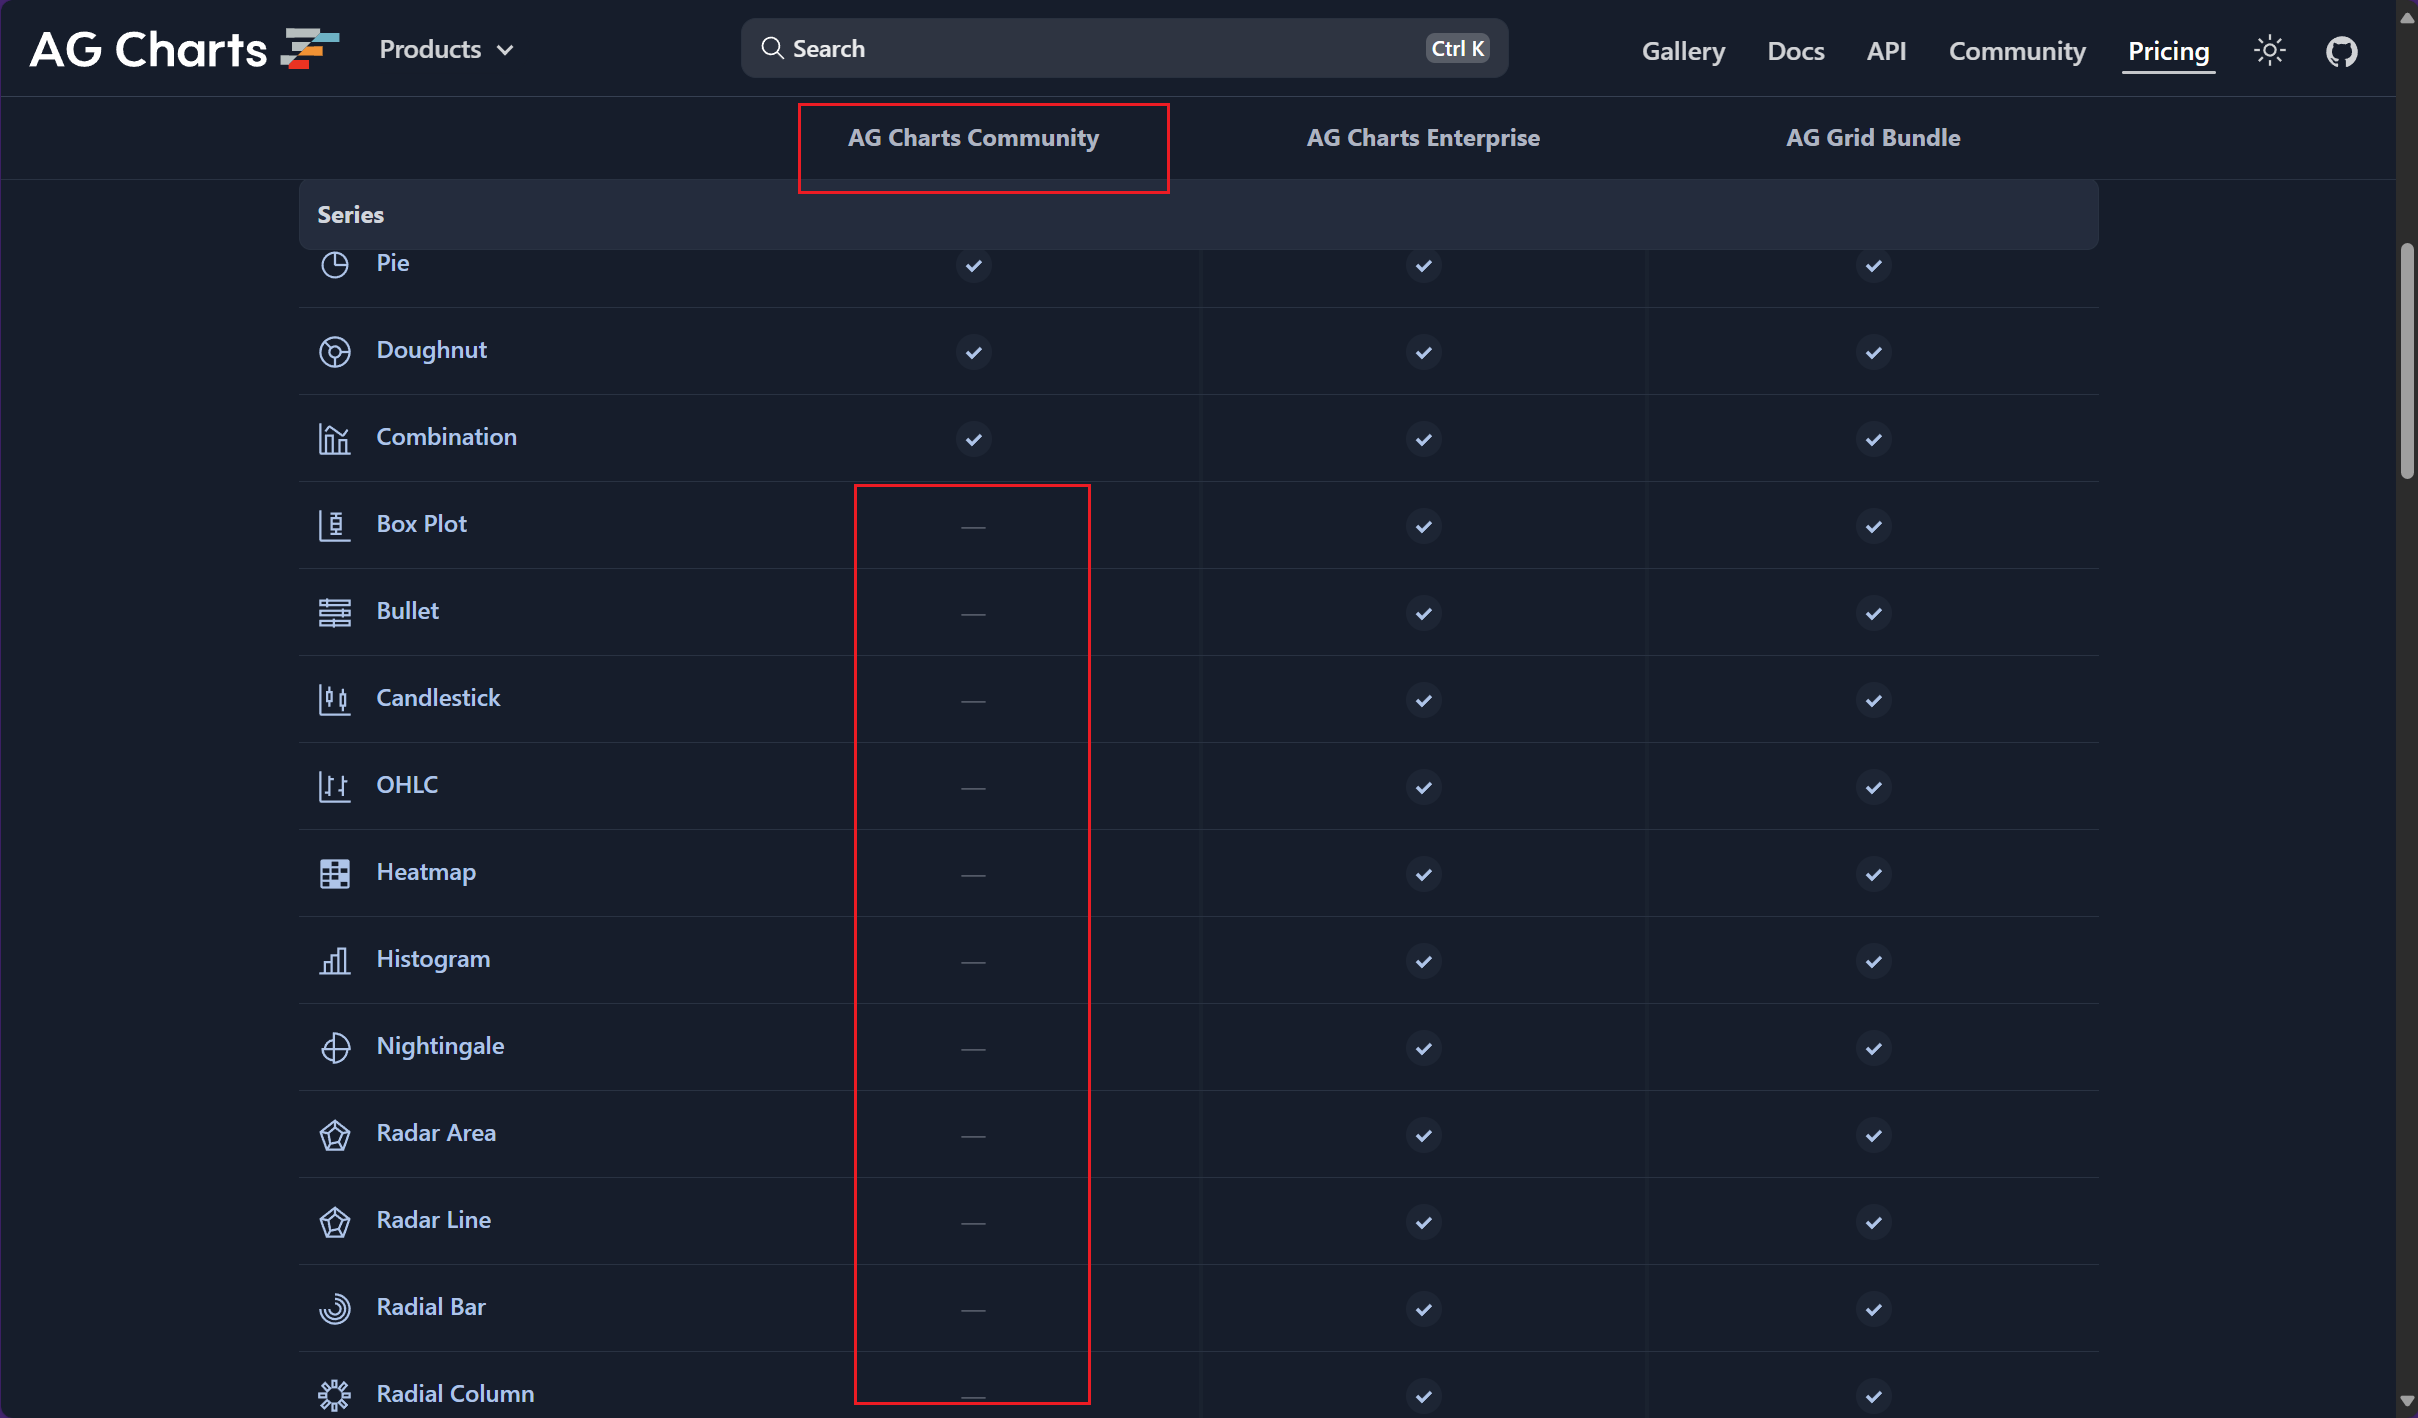 AG Charts Products Search Ctrl K Gallery Docs API Community Pricing
AG Charts Community AG Charts Enterprise AG Grid Bundle
Series
Pie
Doughnut
Combination
Box Plot —
Bullet —
Candlestick —
OHLC —
Heatmap —
Histogram —
Nightingale —
Radar Area —
Radar Line —
Radial Bar —
Radial Column —